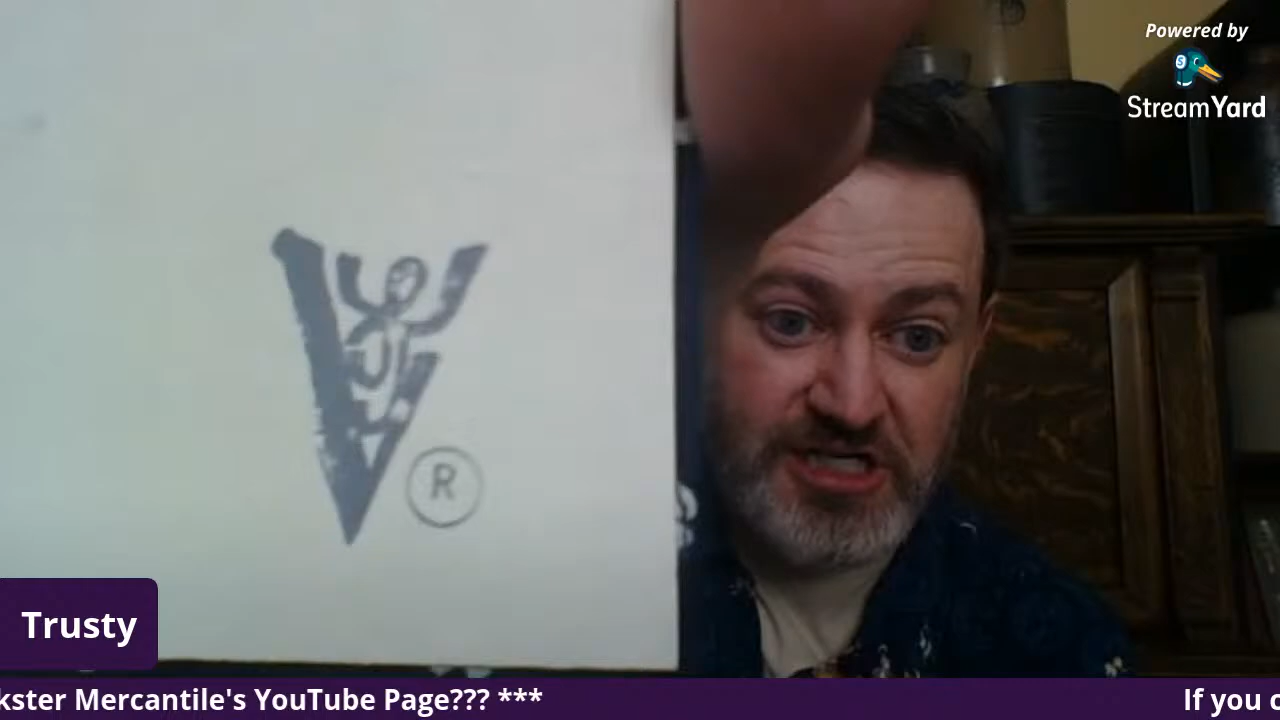 Powered by
StreamYard
R
Trusty
kster Mercantile's YouTube Page??? ***
If you c